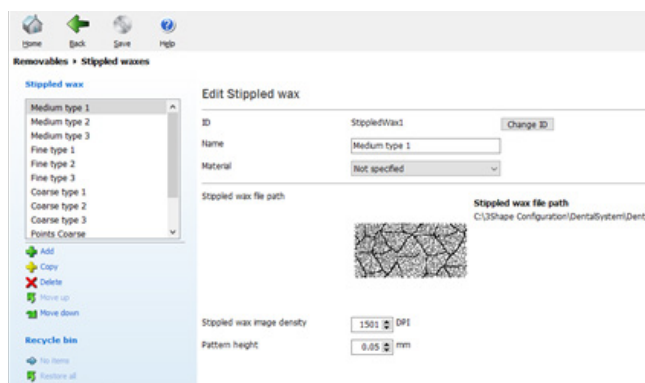 Home Back Save Help
Removables ▸ Stippled waxes
Stippled wax
Medium type 1
Medium type 2
Medium type 3
Fine type 1
Fine type 2
Fine type 3
Coarse type 1
Coarse type 2
Coarse type 3
Points Coarse
Add
Copy
Delete
Move up
Move down
Recycle bin
No items
Restore all
Edit Stippled wax
ID StippledWax1 Change ID
Name Medium type 1
Material Not specified
Stippled wax file path
Stippled wax file path
C:\3Shape Configuration\DentalSystem\Dent
Stippled wax image density 1501 DPI
Pattern height 0.05 mm